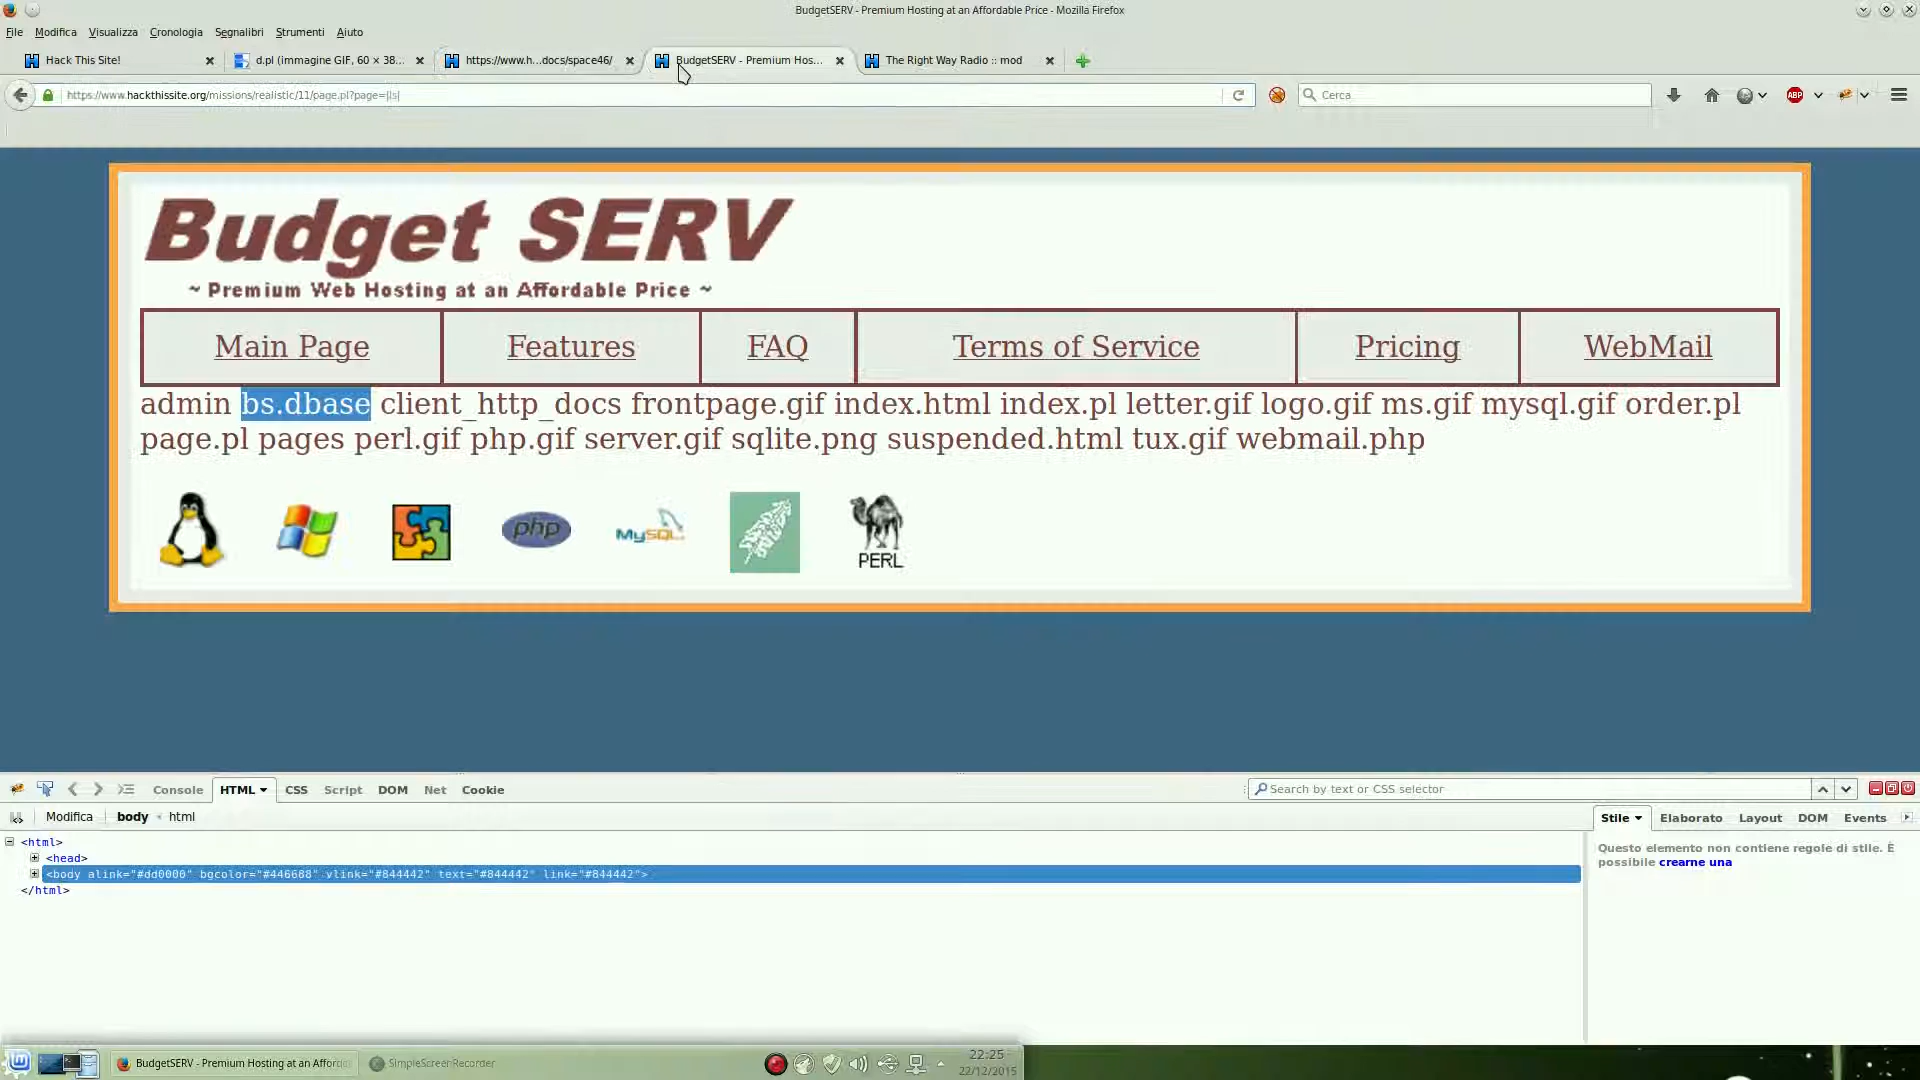 BudgetSERV - Premium Hosting at an Affordable Price - Mozilla Firefox
File Modifica Visualizza Cronologia Segnalibri Strumenti Aiuto
Hack This Site! d.pl (immagine GIF, 60 × 38... https://www.h...docs/space46/ BudgetSERV - Premium Hos... The Right Way Radio :: mod
https://www.hackthissite.org/missions/realistic/11/page.pl?page=|ls| Cerca ABP
Budget SERV
~ Premium Web Hosting at an Affordable Price ~
Main Page Features FAQ Terms of Service Pricing WebMail
admin bs.dbase client_http_docs frontpage.gif index.html index.pl letter.gif logo.gif ms.gif mysql.gif order.pl
page.pl pages perl.gif php.gif server.gif sqlite.png suspended.html tux.gif webmail.php
php MySQL PERL
Console HTML CSS Script DOM Net Cookie Search by text or CSS selector
Modifica body < html Stile Elaborato Layout DOM Events
<html>
<head>
<body alink="#dd0000" bgcolor="#446688" vlink="#844442" text="#844442" link="#844442">
</html>
Questo elemento non contiene regole di stile. È
possibile crearne una
BudgetSERV - Premium Hosting at an Afforda SimpleScreenRecorder 22:25
22/12/2015